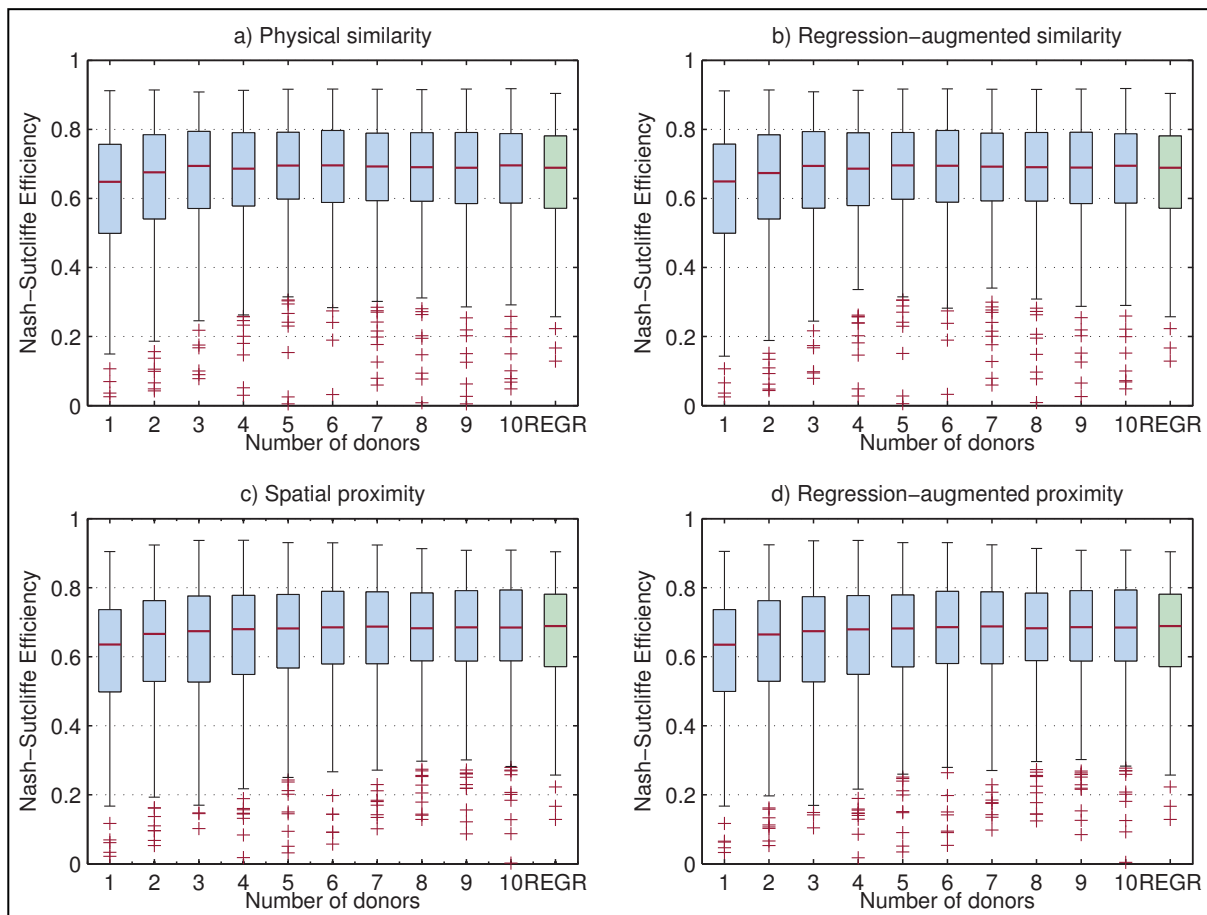 a) Physical similarity
Nash−Sutcliffe Efficiency
1
0.8
0.6
0.4
0.2
0
1 2 3 4 5 6 7 8 9 10REGR
Number of donors
b) Regression−augmented similarity
Nash−Sutcliffe Efficiency
1
0.8
0.6
0.4
0.2
0
1 2 3 4 5 6 7 8 9 10REGR
Number of donors
c) Spatial proximity
Nash−Sutcliffe Efficiency
1
0.8
0.6
0.4
0.2
0
1 2 3 4 5 6 7 8 9 10REGR
Number of donors
d) Regression−augmented proximity
Nash−Sutcliffe Efficiency
1
0.8
0.6
0.4
0.2
0
1 2 3 4 5 6 7 8 9 10REGR
Number of donors